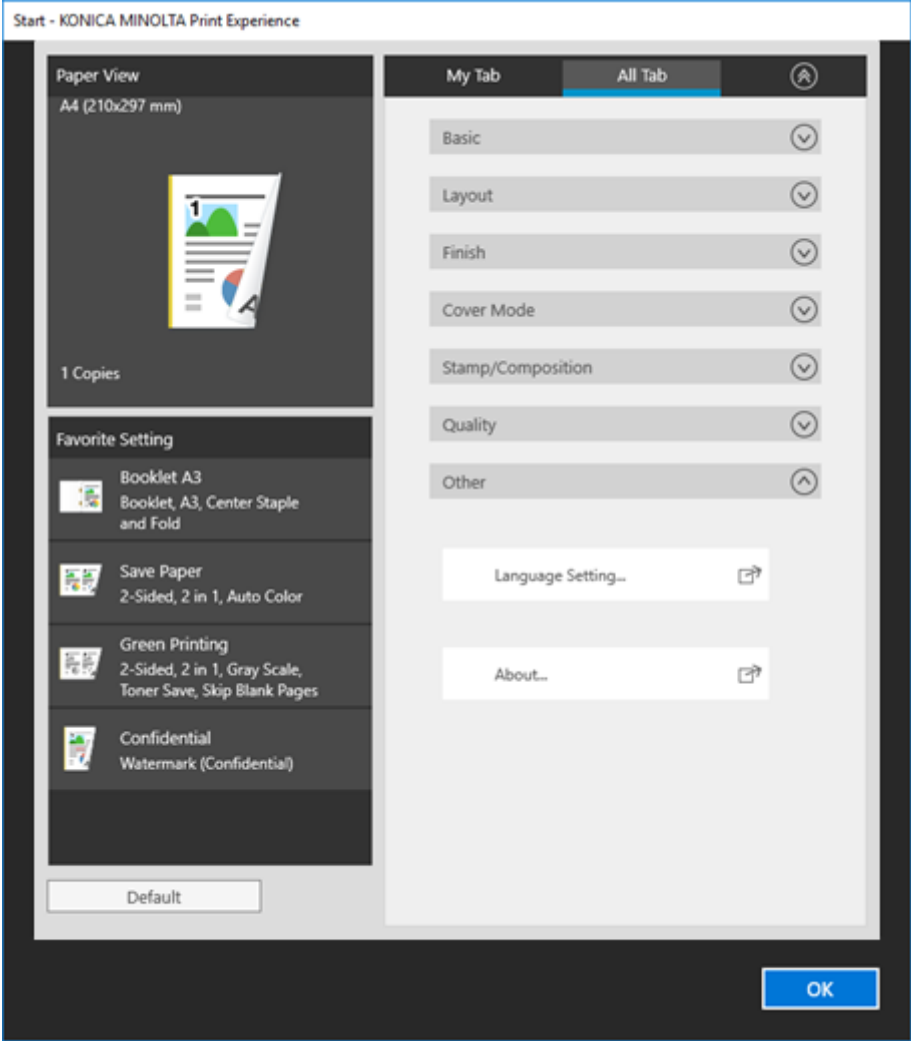 Start - KONICA MINOLTA Print Experience
Paper View
A4 (210x297 mm)
1
A
1 Copies
Favorite Setting
Booklet A3
Booklet, A3, Center Staple
and Fold
Save Paper
2-Sided, 2 in 1, Auto Color
Green Printing
2-Sided, 2 in 1, Gray Scale,
Toner Save, Skip Blank Pages
Confidential
Watermark (Confidential)
Default
My Tab
All Tab
Basic
Layout
Finish
Cover Mode
Stamp/Composition
Quality
Other
Language Setting...
About...
OK